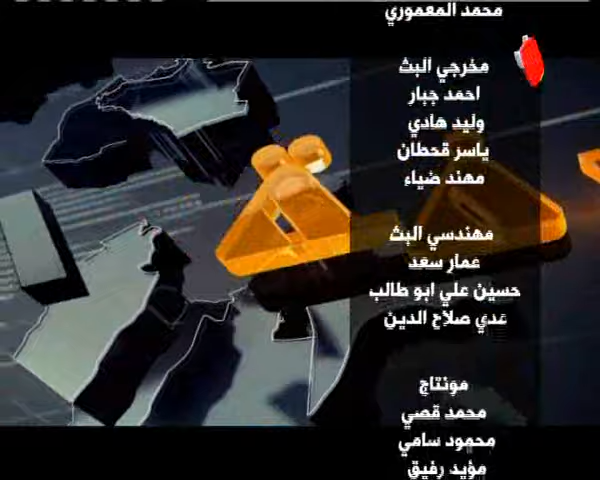 محمد المعموري
مخرجي البث
احمد جبار
وليد هادي
ياسر قحطان
مهند ضياء
مهندسي البث
عمار سعد
حسين علي ابو طالب
عدي صلاح الدين
مونتاج
محمد قصي
محمود سامي
مؤيد رفيق